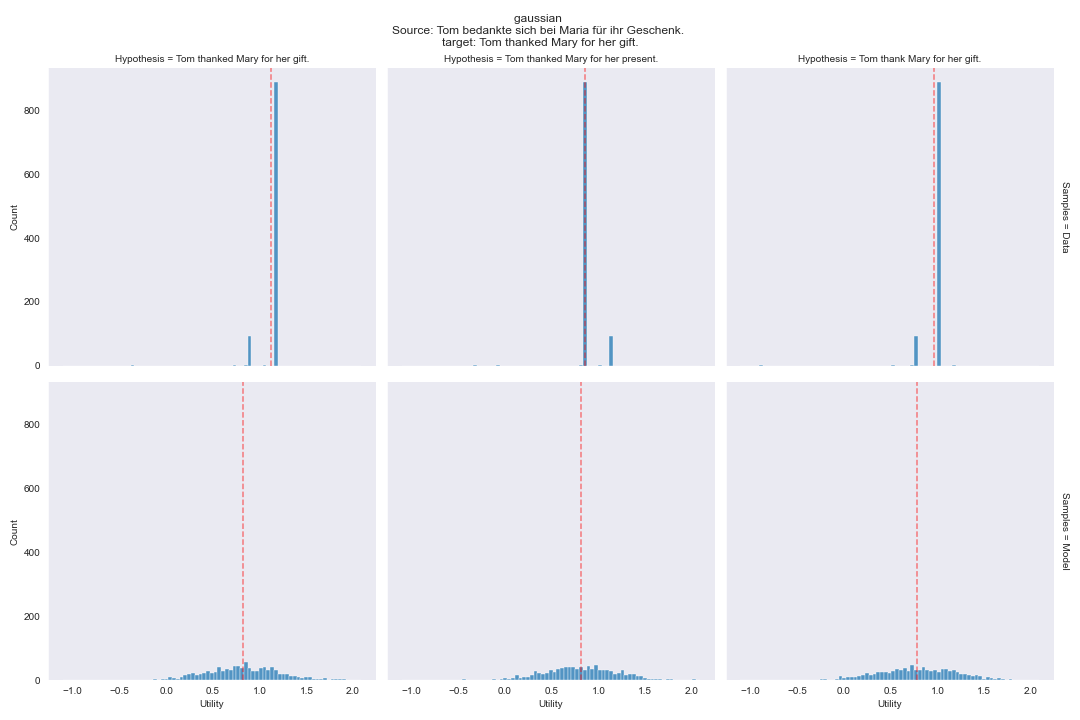 gaussian
Source: Tom bedankte sich bei Maria für ihr Geschenk.
target: Tom thanked Mary for her gift.
Hypothesis = Tom thanked Mary for her gift.
Hypothesis = Tom thanked Mary for her present.
Hypothesis = Tom thank Mary for her gift.
800
600
400
200
0
Count
Samples = Data
800
600
400
200
0
Count
Samples = Model
−1.0 −0.5 0.0 0.5 1.0 1.5 2.0
Utility
−1.0 −0.5 0.0 0.5 1.0 1.5 2.0
Utility
−1.0 −0.5 0.0 0.5 1.0 1.5 2.0
Utility